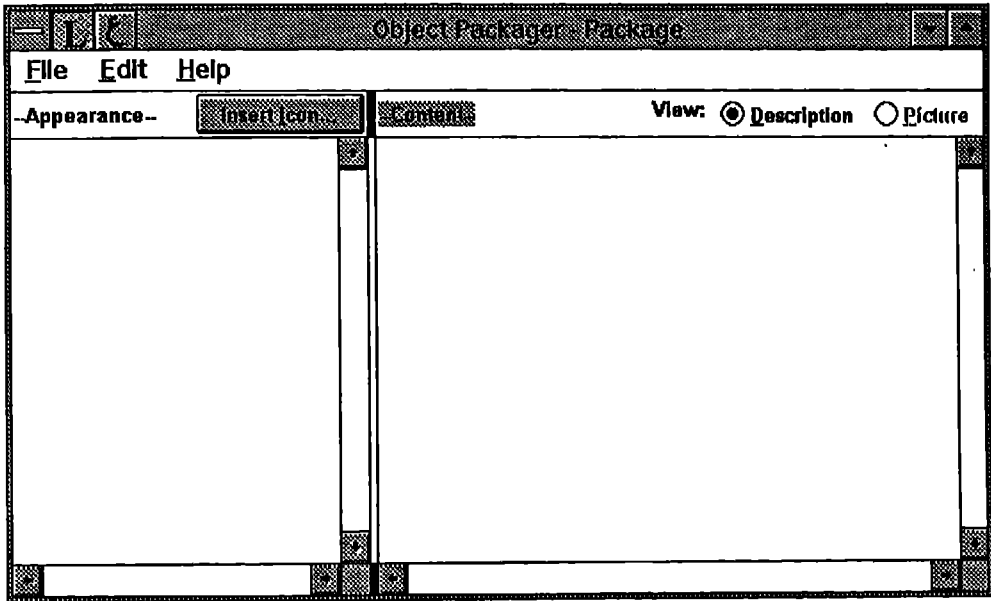 Object Packager - Package
File Edit Help
--Appearance-- Insert Icon... Content View: Description Picture